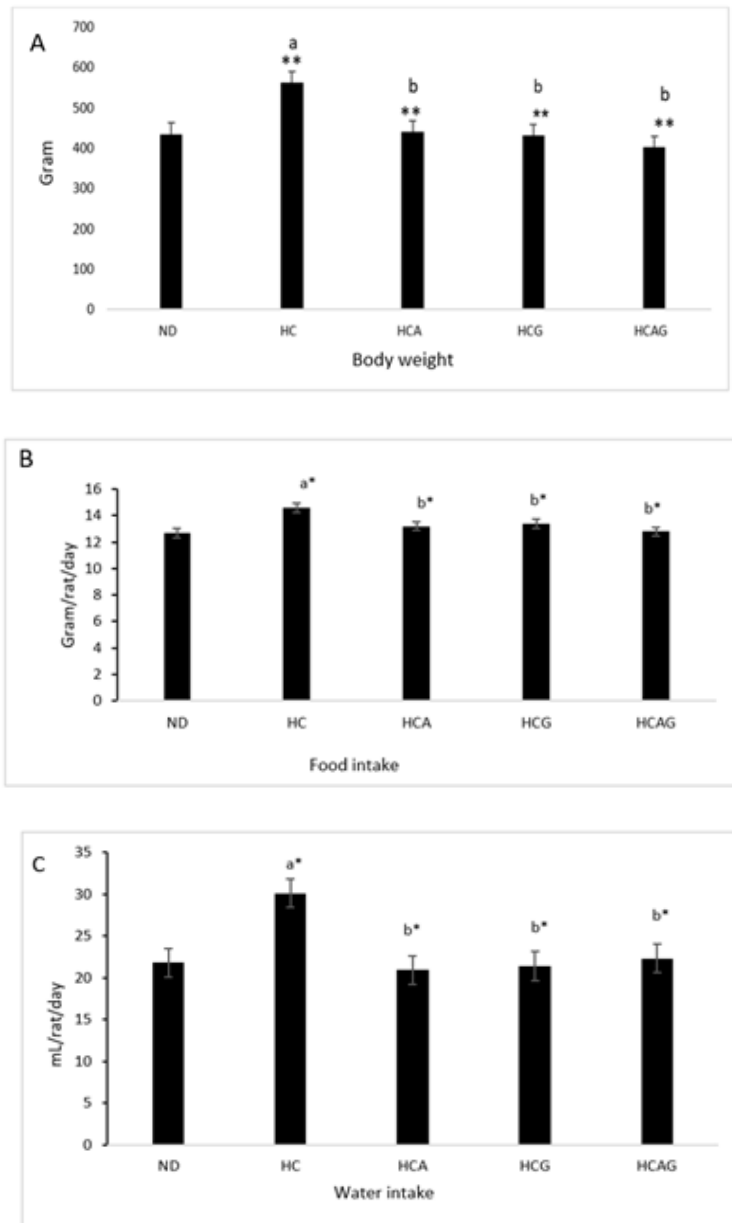 A
700
600
500
400
300
200
100
0
Gram
a
**
b
**
b
**
b
**
ND HC HCA HCG HCAG
Body weight
B
16
14
12
10
8
6
4
2
0
Gram/rat/day
a* b* b* b*
ND HC HCA HCG HCAG
Food intake
C
35
30
25
20
15
10
5
0
mL/rat/day
a* b* b* b*
ND HC HCA HCG HCAG
Water intake